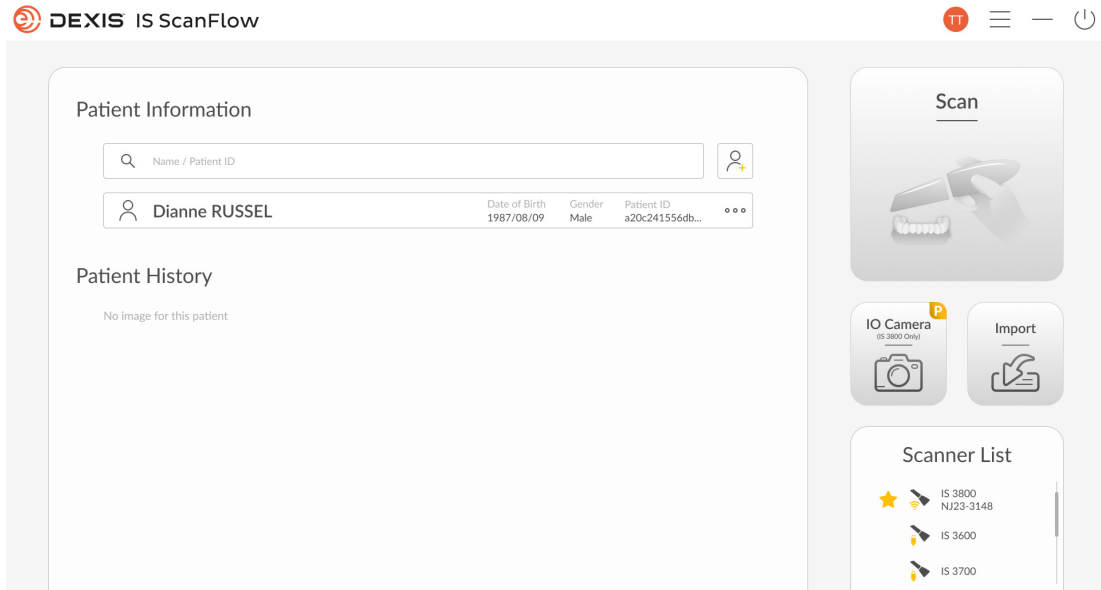 DEXIS IS ScanFlow
TT
Patient Information
Name / Patient ID
Dianne RUSSEL
Date of Birth
1987/08/09
Gender
Male
Patient ID
a20c241556db...
Patient History
No image for this patient
Scan
IO Camera
(IS 3800 Only)
P
Import
Scanner List
IS 3800
NJ23-3148
IS 3600
IS 3700